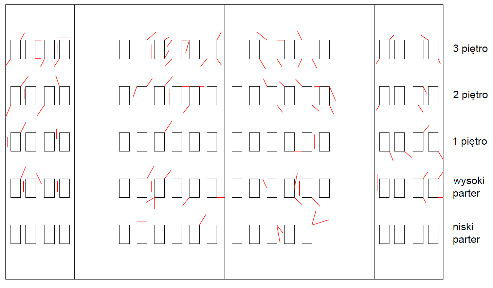 3 piętro
2 piętro
1 piętro
wysoki
parter
niski
parter